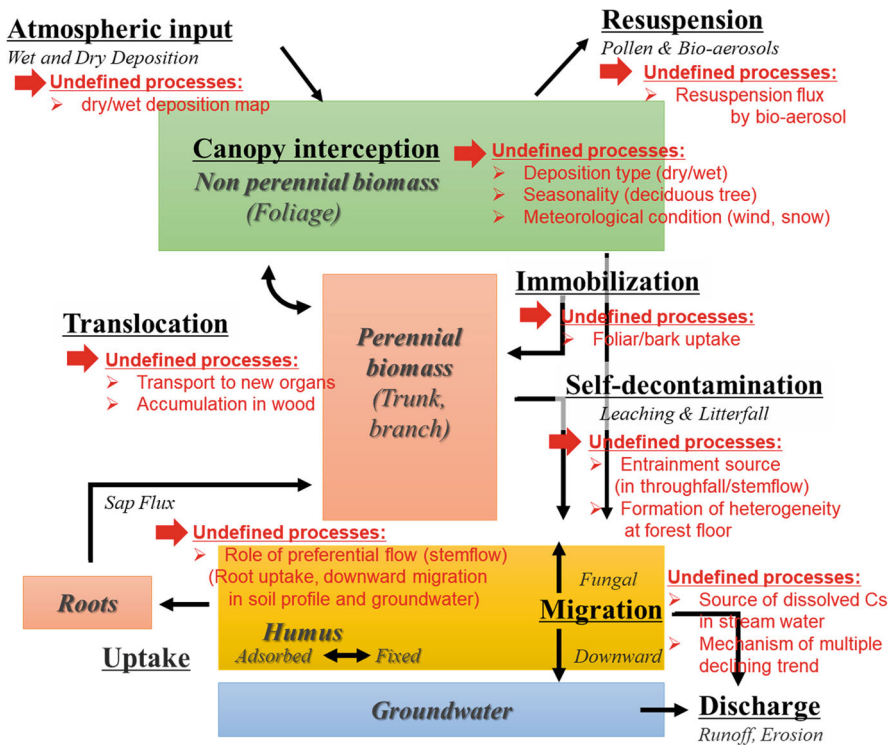 Atmospheric input
Wet and Dry Deposition
Undefined processes:
➢ dry/wet deposition map
Resuspension
Pollen & Bio-aerosols
Undefined processes:
➢ Resuspension flux
by bio-aerosol
Canopy interception
Non perennial biomass
(Foliage)
Undefined processes:
➢ Deposition type (dry/wet)
➢ Seasonality (deciduous tree)
➢ Meteorological condition (wind, snow)
Immobilization
Undefined processes:
➢ Foliar/bark uptake
Translocation
Undefined processes:
➢ Transport to new organs
➢ Accumulation in wood
Perennial
biomass
(Trunk,
branch)
Self-decontamination
Leaching & Litterfall
Undefined processes:
➢ Entrainment source
(in throughfall/stemflow)
➢ Formation of heterogeneity
at forest floor
Sap Flux
Undefined processes:
➢ Role of preferential flow (stemflow)
(Root uptake, downward migration
in soil profile and groundwater)
Roots
Uptake
Humus
Adsorbed
Fixed
Fungal
Migration
Downward
Undefined processes:
➢ Source of dissolved Cs
in stream water
➢ Mechanism of multiple
declining trend
Groundwater
Discharge
Runoff, Erosion